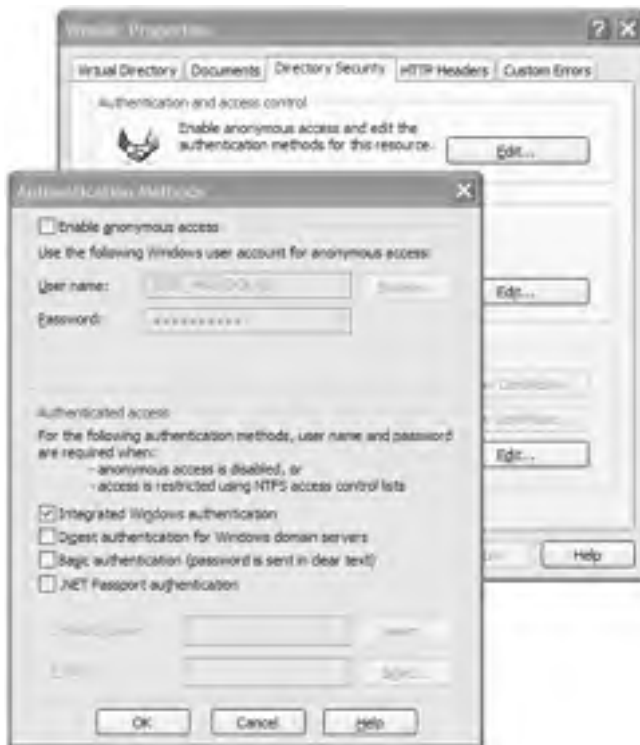 Properties
Virtual Directory
Documents
Directory Security
HTTP Headers
Custom Errors
Authentication and access control
Enable anonymous access and edit the
authentication methods for this resource.
Edit...
Authentication Methods
Enable anonymous access
Use the following Windows user account for anonymous access:
User name:
Password:
Edit...
Authenticated access
For the following authentication methods, user name and password
are required when:
- anonymous access is disabled, or
- access is restricted using NTFS access control lists
Edit...
Integrated Windows authentication
Digest authentication for Windows domain servers
Basic authentication (password is sent in clear text)
.NET Passport authentication
Help
OK
Cancel
Help